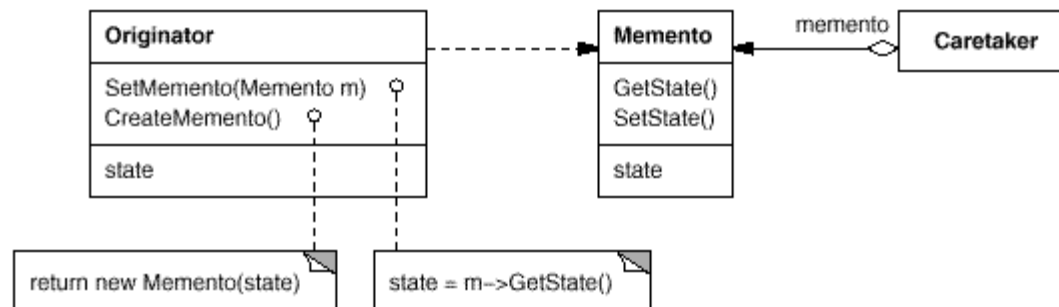 Originator
SetMemento(Memento m)
CreateMemento()
state
Memento
GetState()
SetState()
state
memento
Caretaker
return new Memento(state)
state = m->GetState()